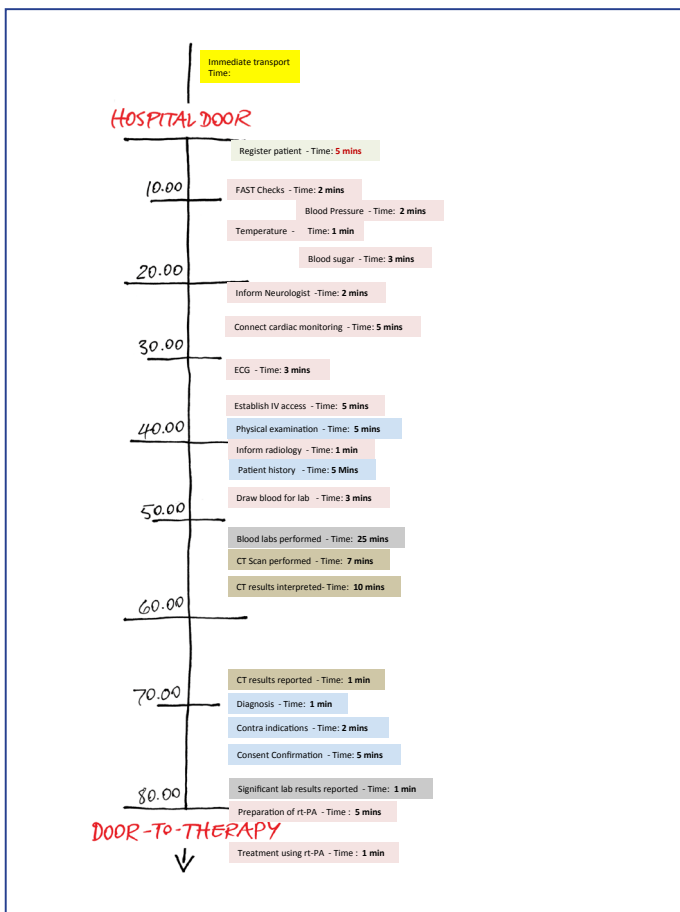 Immediate transport
Time:
HOSPITAL DOOR
Register patient - Time: 5 mins
10.00
FAST Checks - Time: 2 mins
Blood Pressure - Time: 2 mins
Temperature - Time: 1 min
Blood sugar - Time: 3 mins
20.00
Inform Neurologist -Time: 2 mins
Connect cardiac monitoring - Time: 5 mins
30.00
ECG - Time: 3 mins
Establish IV access - Time: 5 mins
40.00
Physical examination - Time: 5 mins
Inform radiology - Time: 1 min
Patient history - Time: 5 Mins
Draw blood for lab - Time: 3 mins
50.00
Blood labs performed - Time: 25 mins
CT Scan performed - Time: 7 mins
CT results interpreted- Time: 10 mins
60.00
CT results reported - Time: 1 min
70.00
Diagnosis - Time: 1 min
Contra indications - Time: 2 mins
Consent Confirmation - Time: 5 mins
Significant lab results reported - Time: 1 min
80.00
Preparation of rt-PA - Time : 5 mins
DOOR-TO-THERAPY
Treatment using rt-PA - Time : 1 min